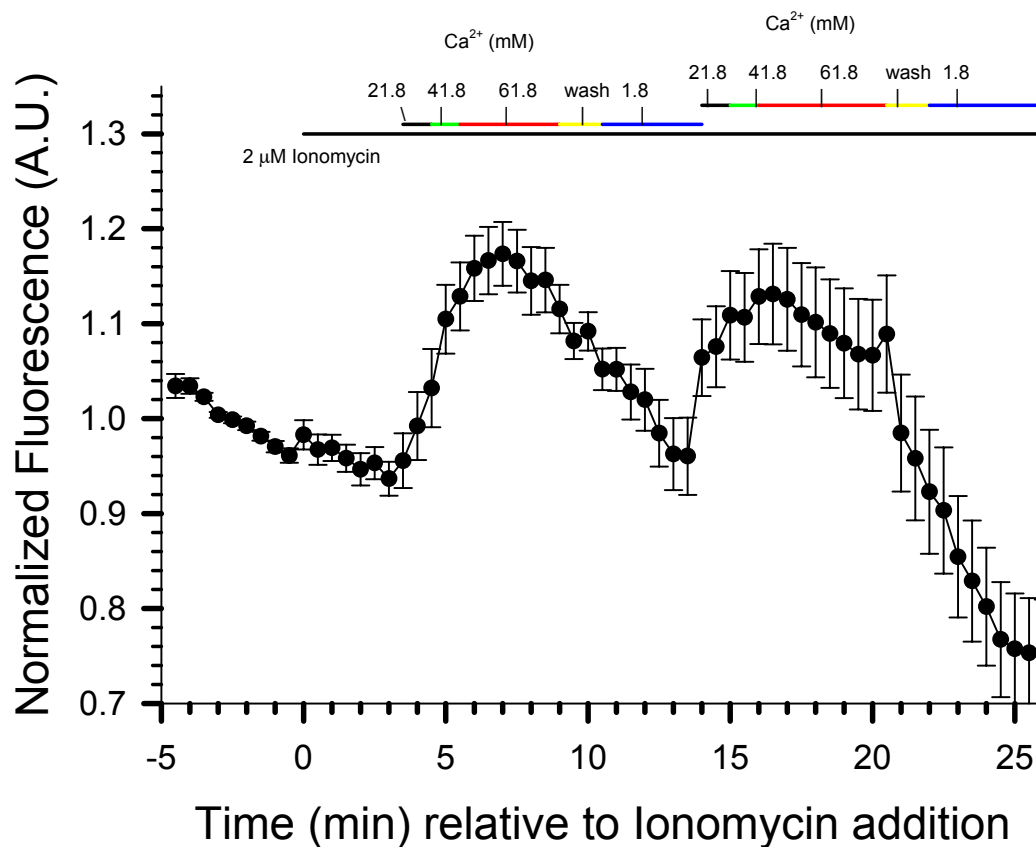 Ca²⁺ (mM)
Ca²⁺ (mM)
21.8 41.8 61.8 wash 1.8
21.8 41.8 61.8 wash 1.8
2 μM Ionomycin
Normalized Fluorescence (A.U.)
1.3
1.2
1.1
1.0
0.9
0.8
0.7
-5 0 5 10 15 20 25
Time (min) relative to Ionomycin addition